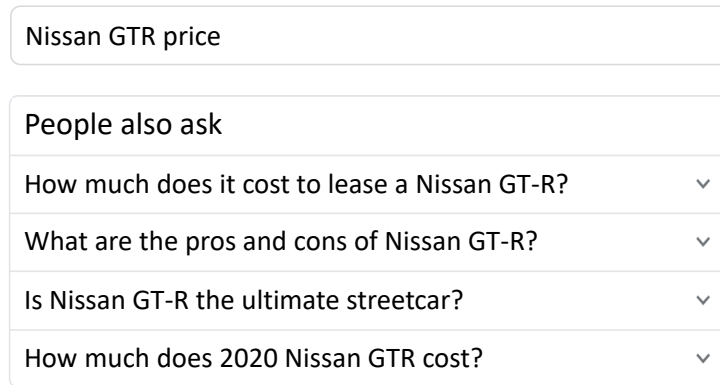 Nissan GTR price
People also ask
How much does it cost to lease a Nissan GT-R?
What are the pros and cons of Nissan GT-R?
Is Nissan GT-R the ultimate streetcar?
How much does 2020 Nissan GTR cost?